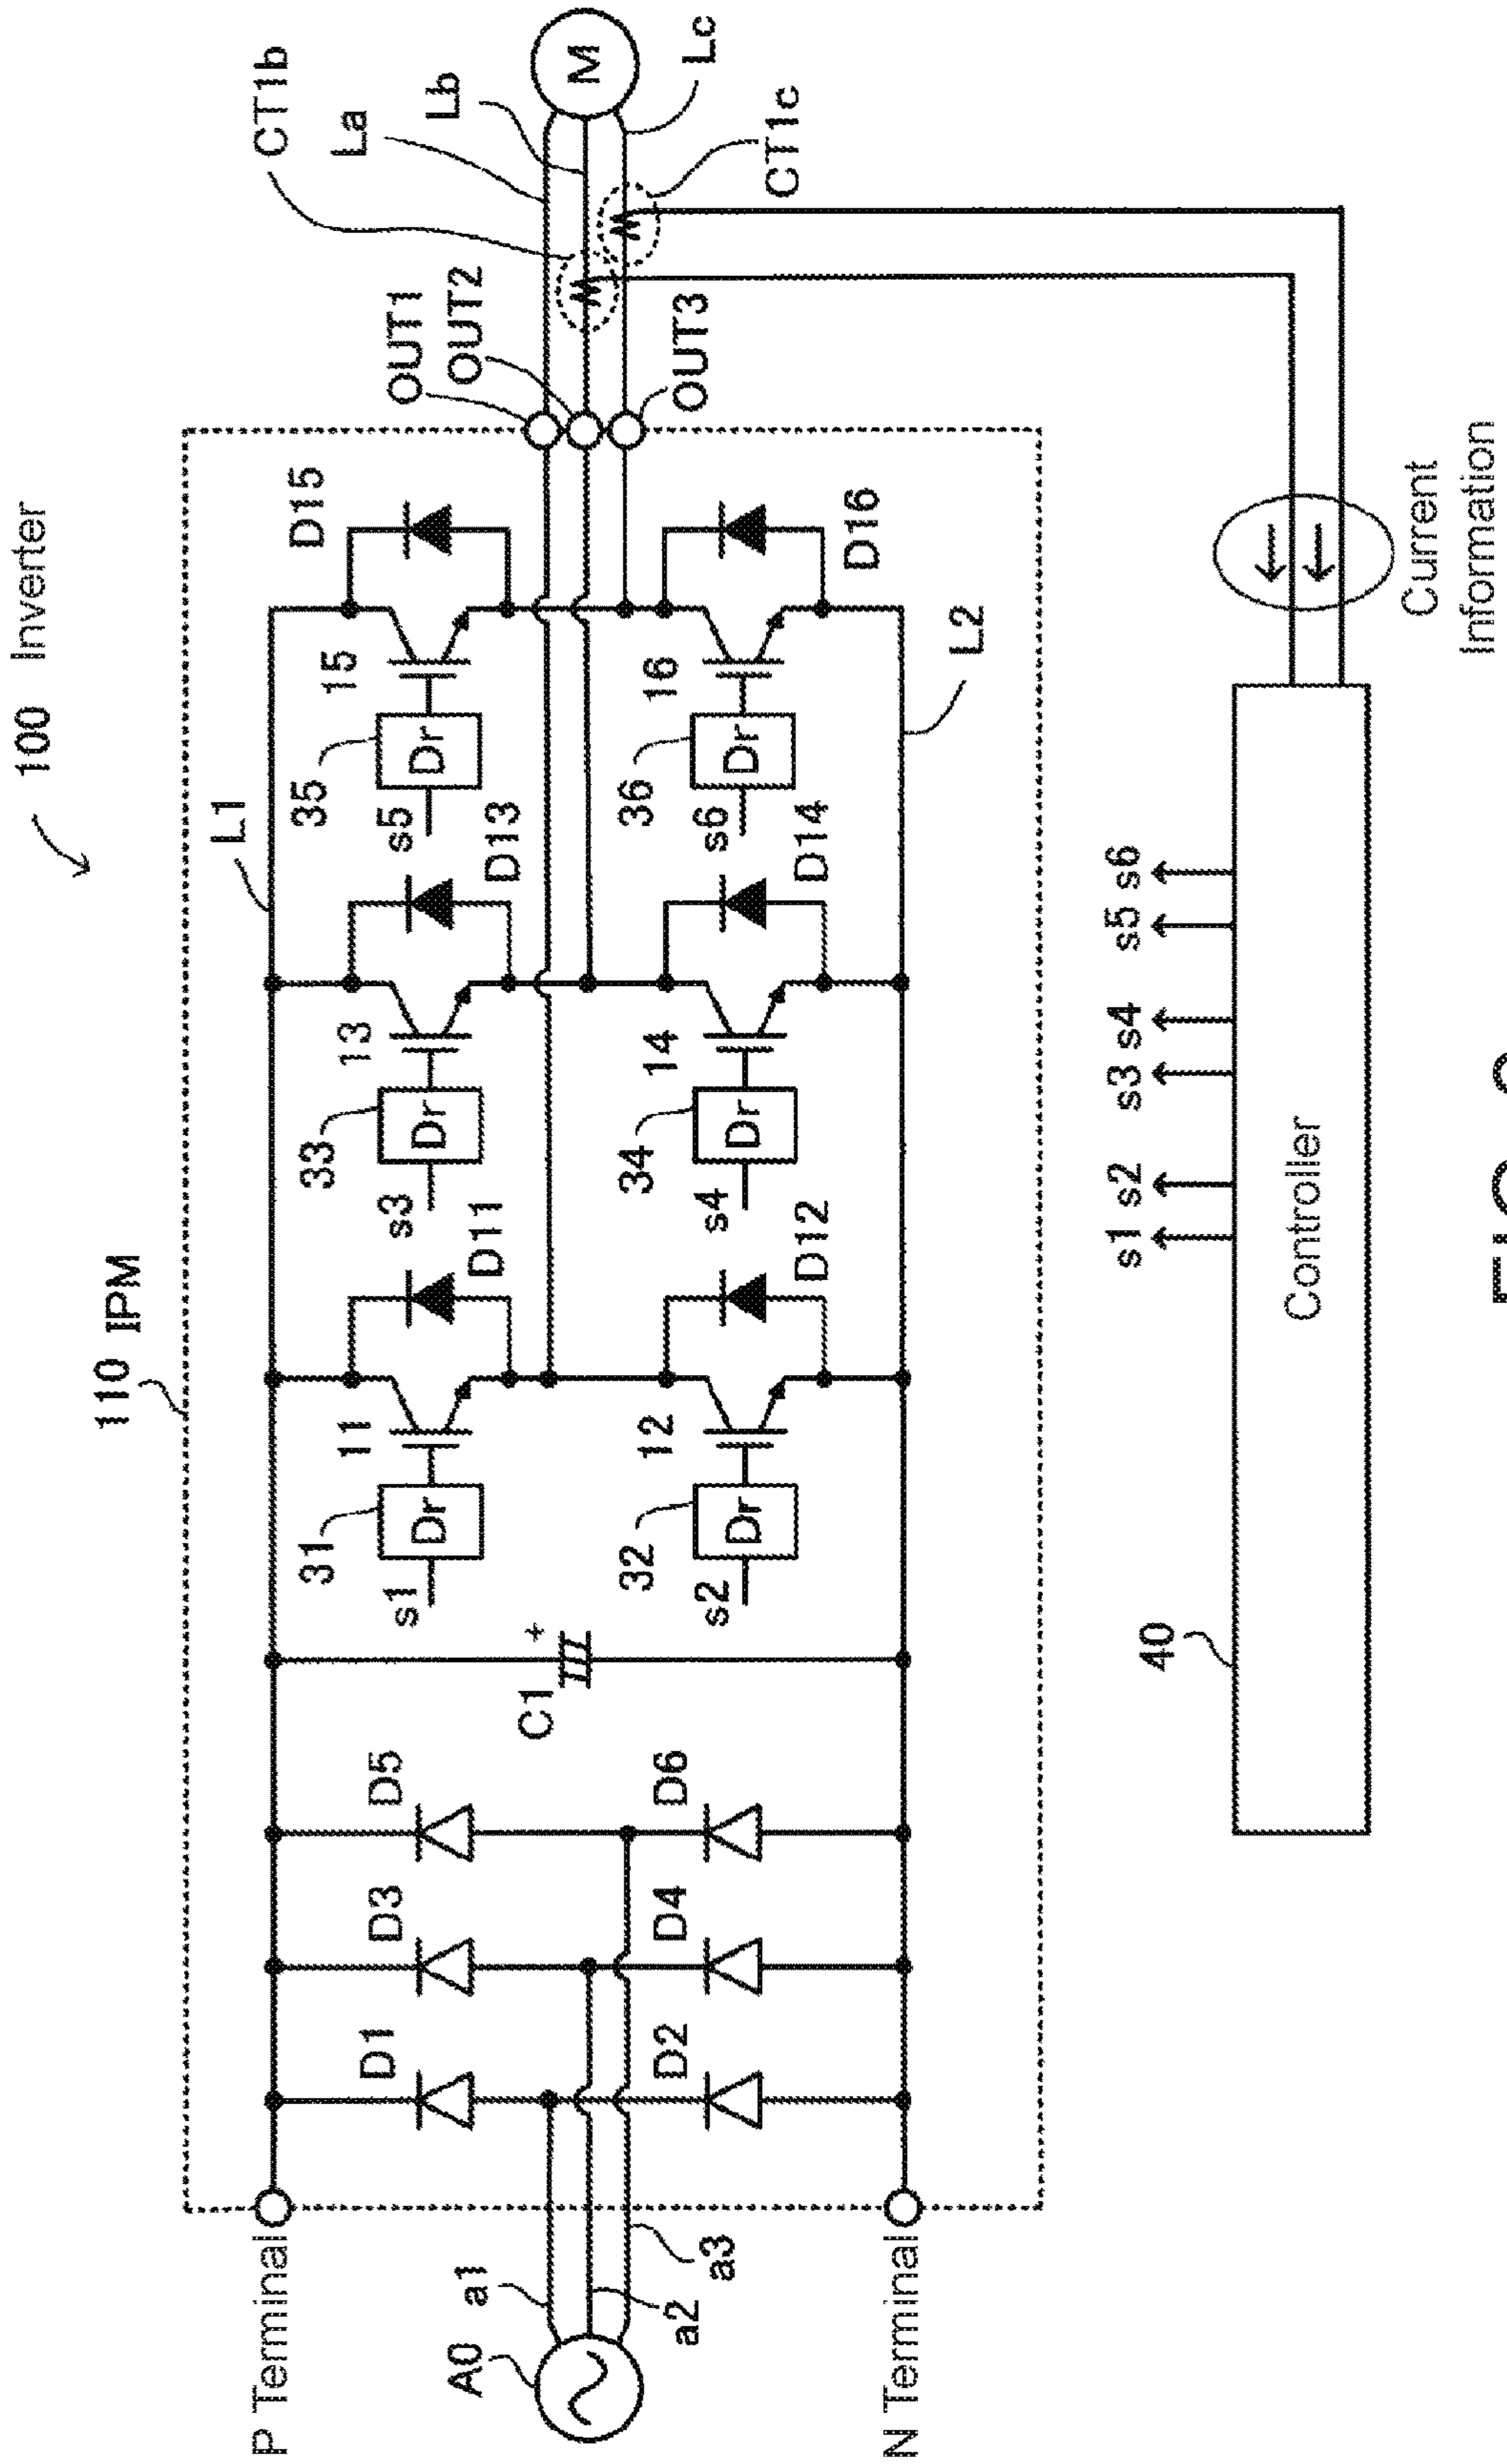 100 Inverter
110 IPM
L1
P Terminal
N Terminal
A0
a1
a2
a3
D1
D3
D5
D2
D4
D6
C1
+
s1
31
Dr
11
D11
s3
33
Dr
13
D13
s5
35
Dr
15
D15
s2
32
Dr
12
D12
s4
34
Dr
14
D14
s6
36
Dr
16
D16
L2
OUT1
OUT2
OUT3
CT1b
La
Lb
M
Lc
CT1c
40
Controller
s1 s2 s3 s4 s5 s6
Current
Information